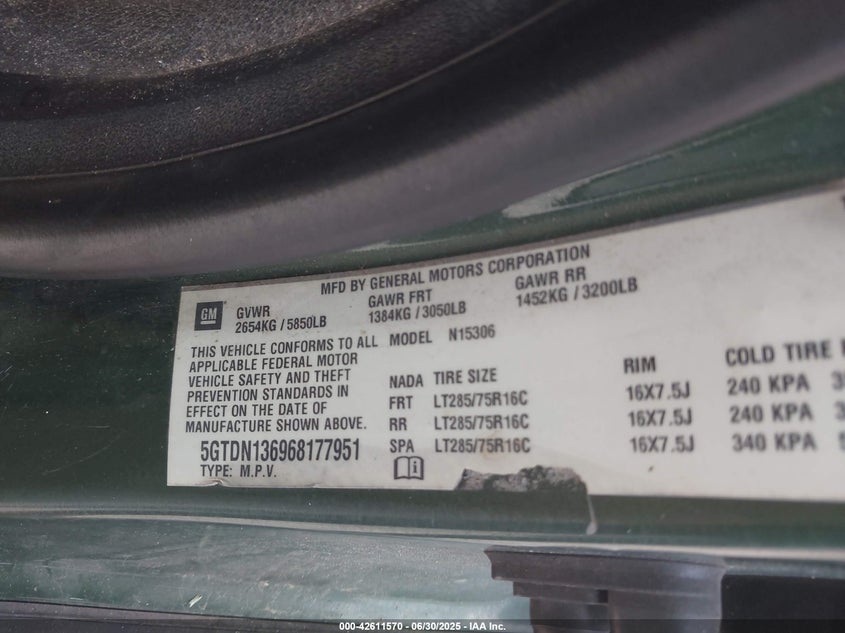 MFD BY GENERAL MOTORS CORPORATION
GM
GVWR GAWR FRT GAWR RR
2654KG / 5850LB 1384KG / 3050LB 1452KG / 3200LB
THIS VEHICLE CONFORMS TO ALL
APPLICABLE FEDERAL MOTOR
VEHICLE SAFETY AND THEFT
PREVENTION STANDARDS IN
EFFECT ON THE DATE OF
MANUFACTURE SHOWN ABOVE.
5GTDN136968177951
TYPE: M.P.V.
MODEL N15306
NADA TIRE SIZE RIM COLD TIRE
FRT LT285/75R16C 16X7.5J 240 KPA
RR LT285/75R16C 16X7.5J 240 KPA
SPA LT285/75R16C 16X7.5J 340 KPA
000-42611570 - 06/30/2025 - IAA Inc.